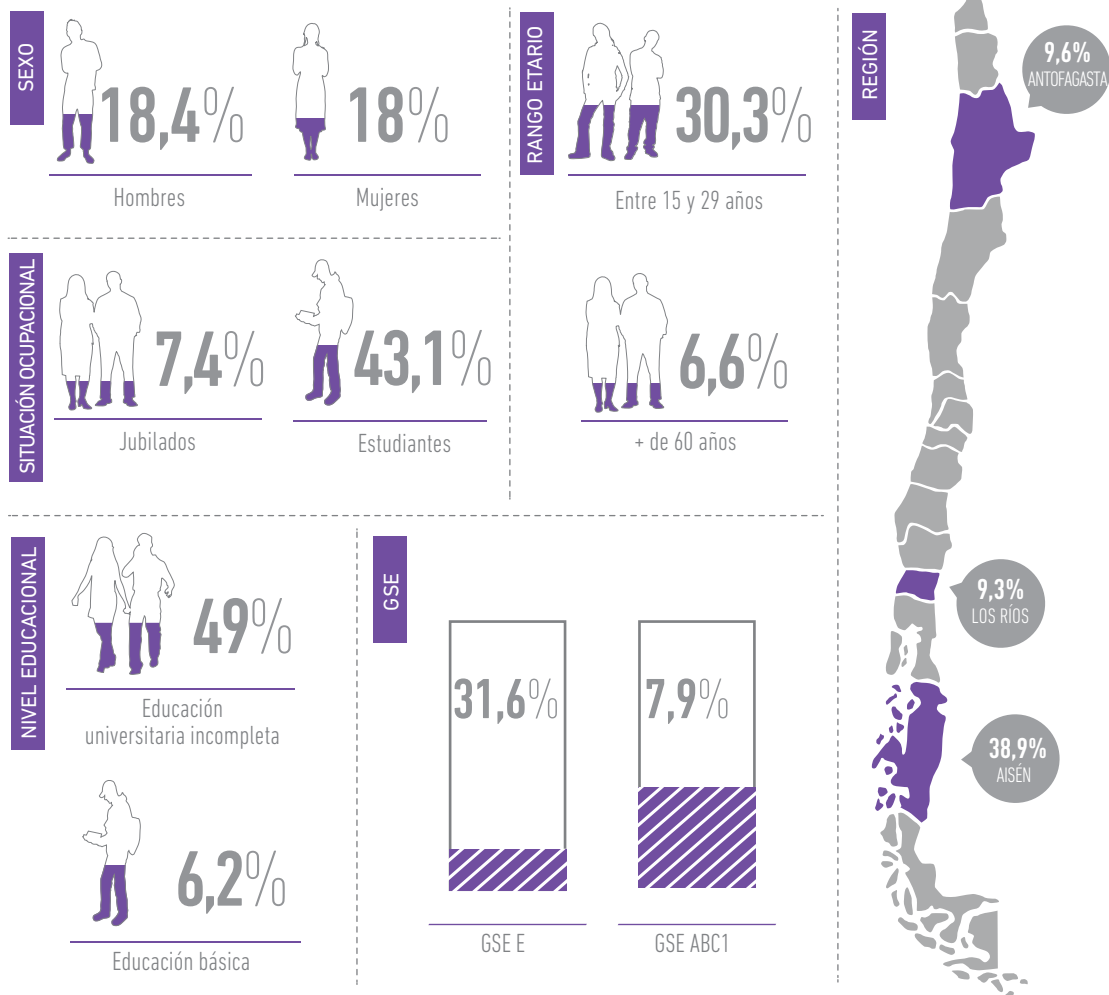 SEXO
18,4%
Hombres
18%
Mujeres
RANGO ETARIO
30,3%
Entre 15 y 29 años
6,6%
+ de 60 años
SITUACIÓN OCUPACIONAL
7,4%
Jubilados
43,1%
Estudiantes
NIVEL EDUCACIONAL
49%
Educación
universitaria incompleta
6,2%
Educación básica
GSE
31,6%
GSE E
7,9%
GSE ABC1
REGIÓN
9,6%
ANTOFAGASTA
9,3%
LOS RÍOS
38,9%
AISÉN